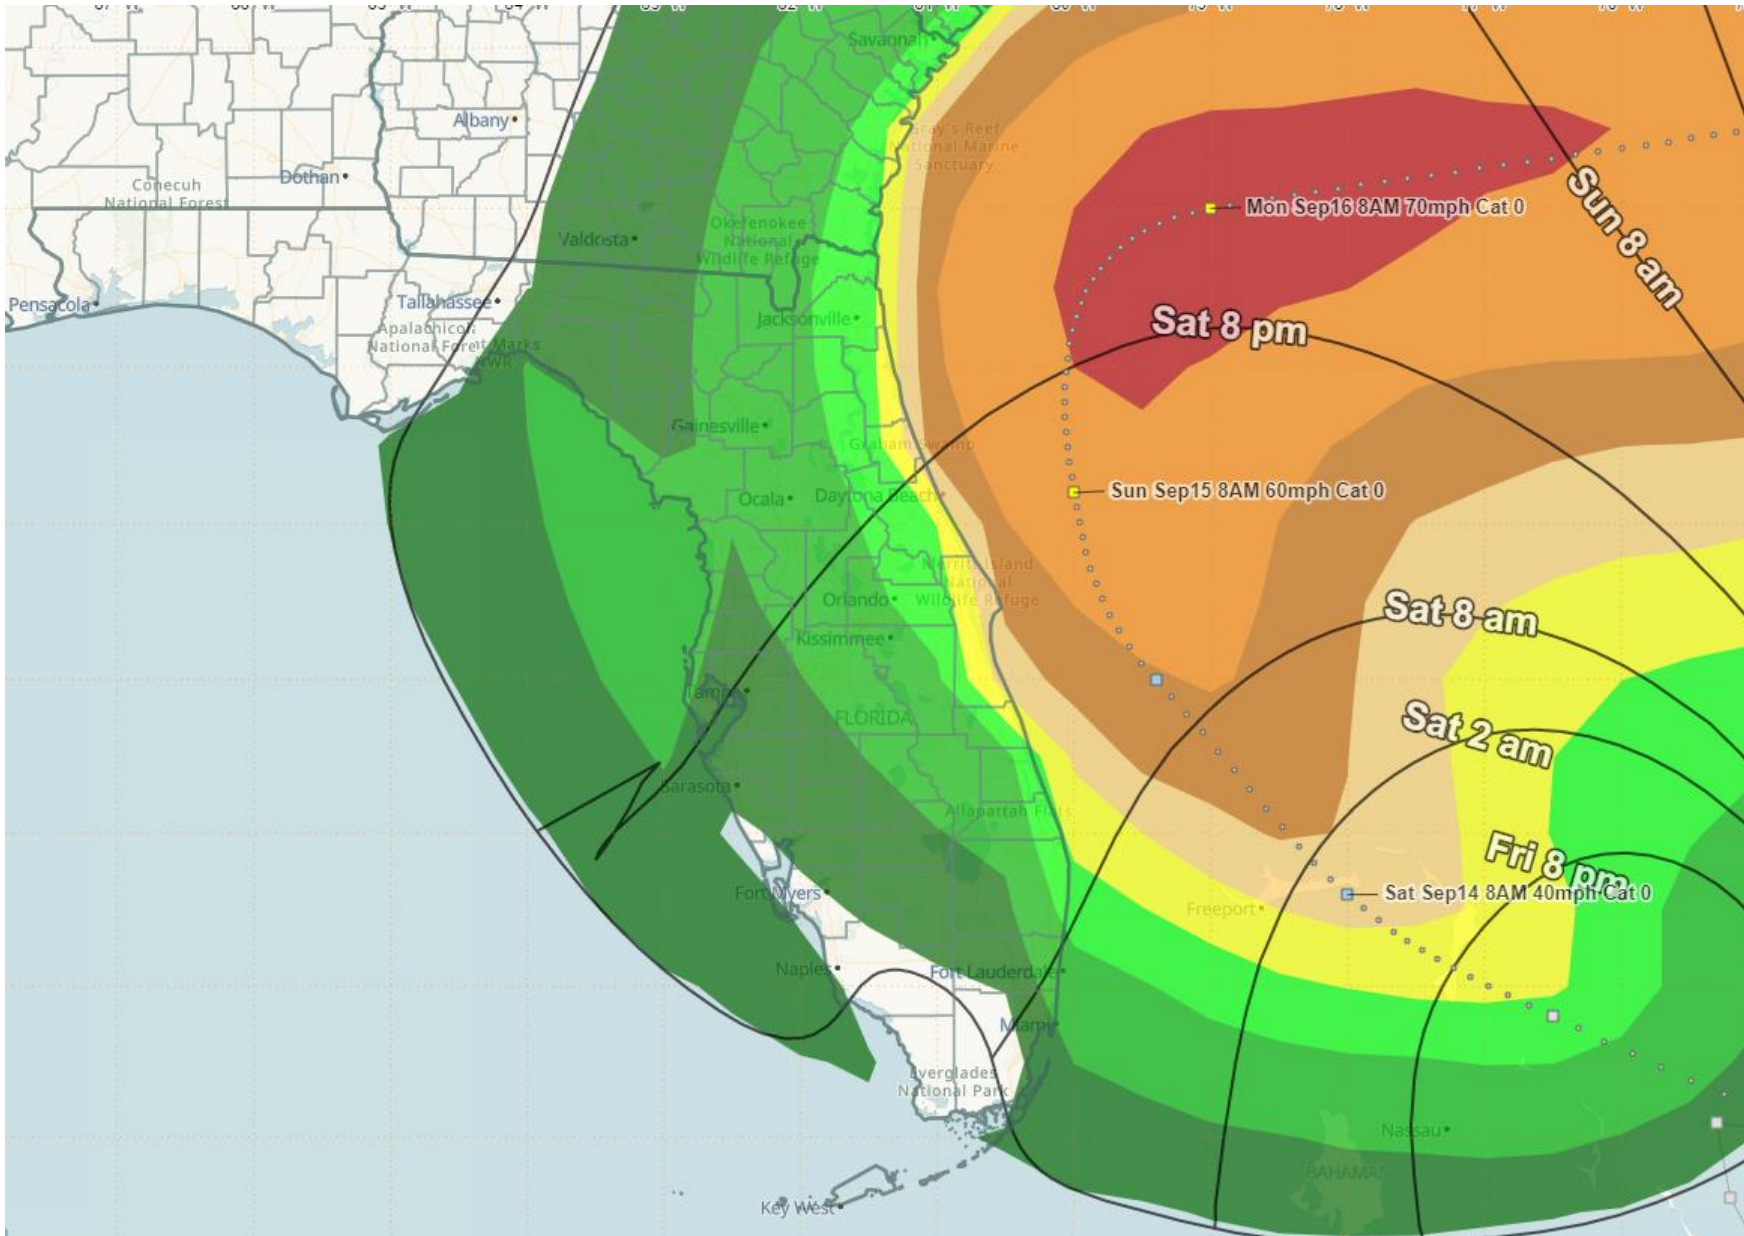 Savannah
Albany
Gray's Reef
National Marine
Sanctuary
Dothan
Conecuh
National Forest
Mon Sep16 8AM 70mph Cat 0
Sun 8 am
Okefenokee
National
Wildlife Refuge
Valdosta
Pensacola
Tallahassee
Apalachicol
National Forest
St Marks
NWR
Jacksonville
Sat 8 pm
Gainesville
Graham Swamp
Ocala
Daytona Beach
Sun Sep15 8AM 60mph Cat 0
Merritt Island
National
Wildlife Refuge
Orlando
Sat 8 am
Kissimmee
Tampa
FLORIDA
Sat 2 am
Sarasota
Allapattah Flats
Fri 8 pm
Fort Myers
Freeport
Sat Sep14 8AM 40mph Cat 0
Naples
Fort Lauderdale
Miami
Everglades
National Park
Nassau
BAHAMAS
Key West